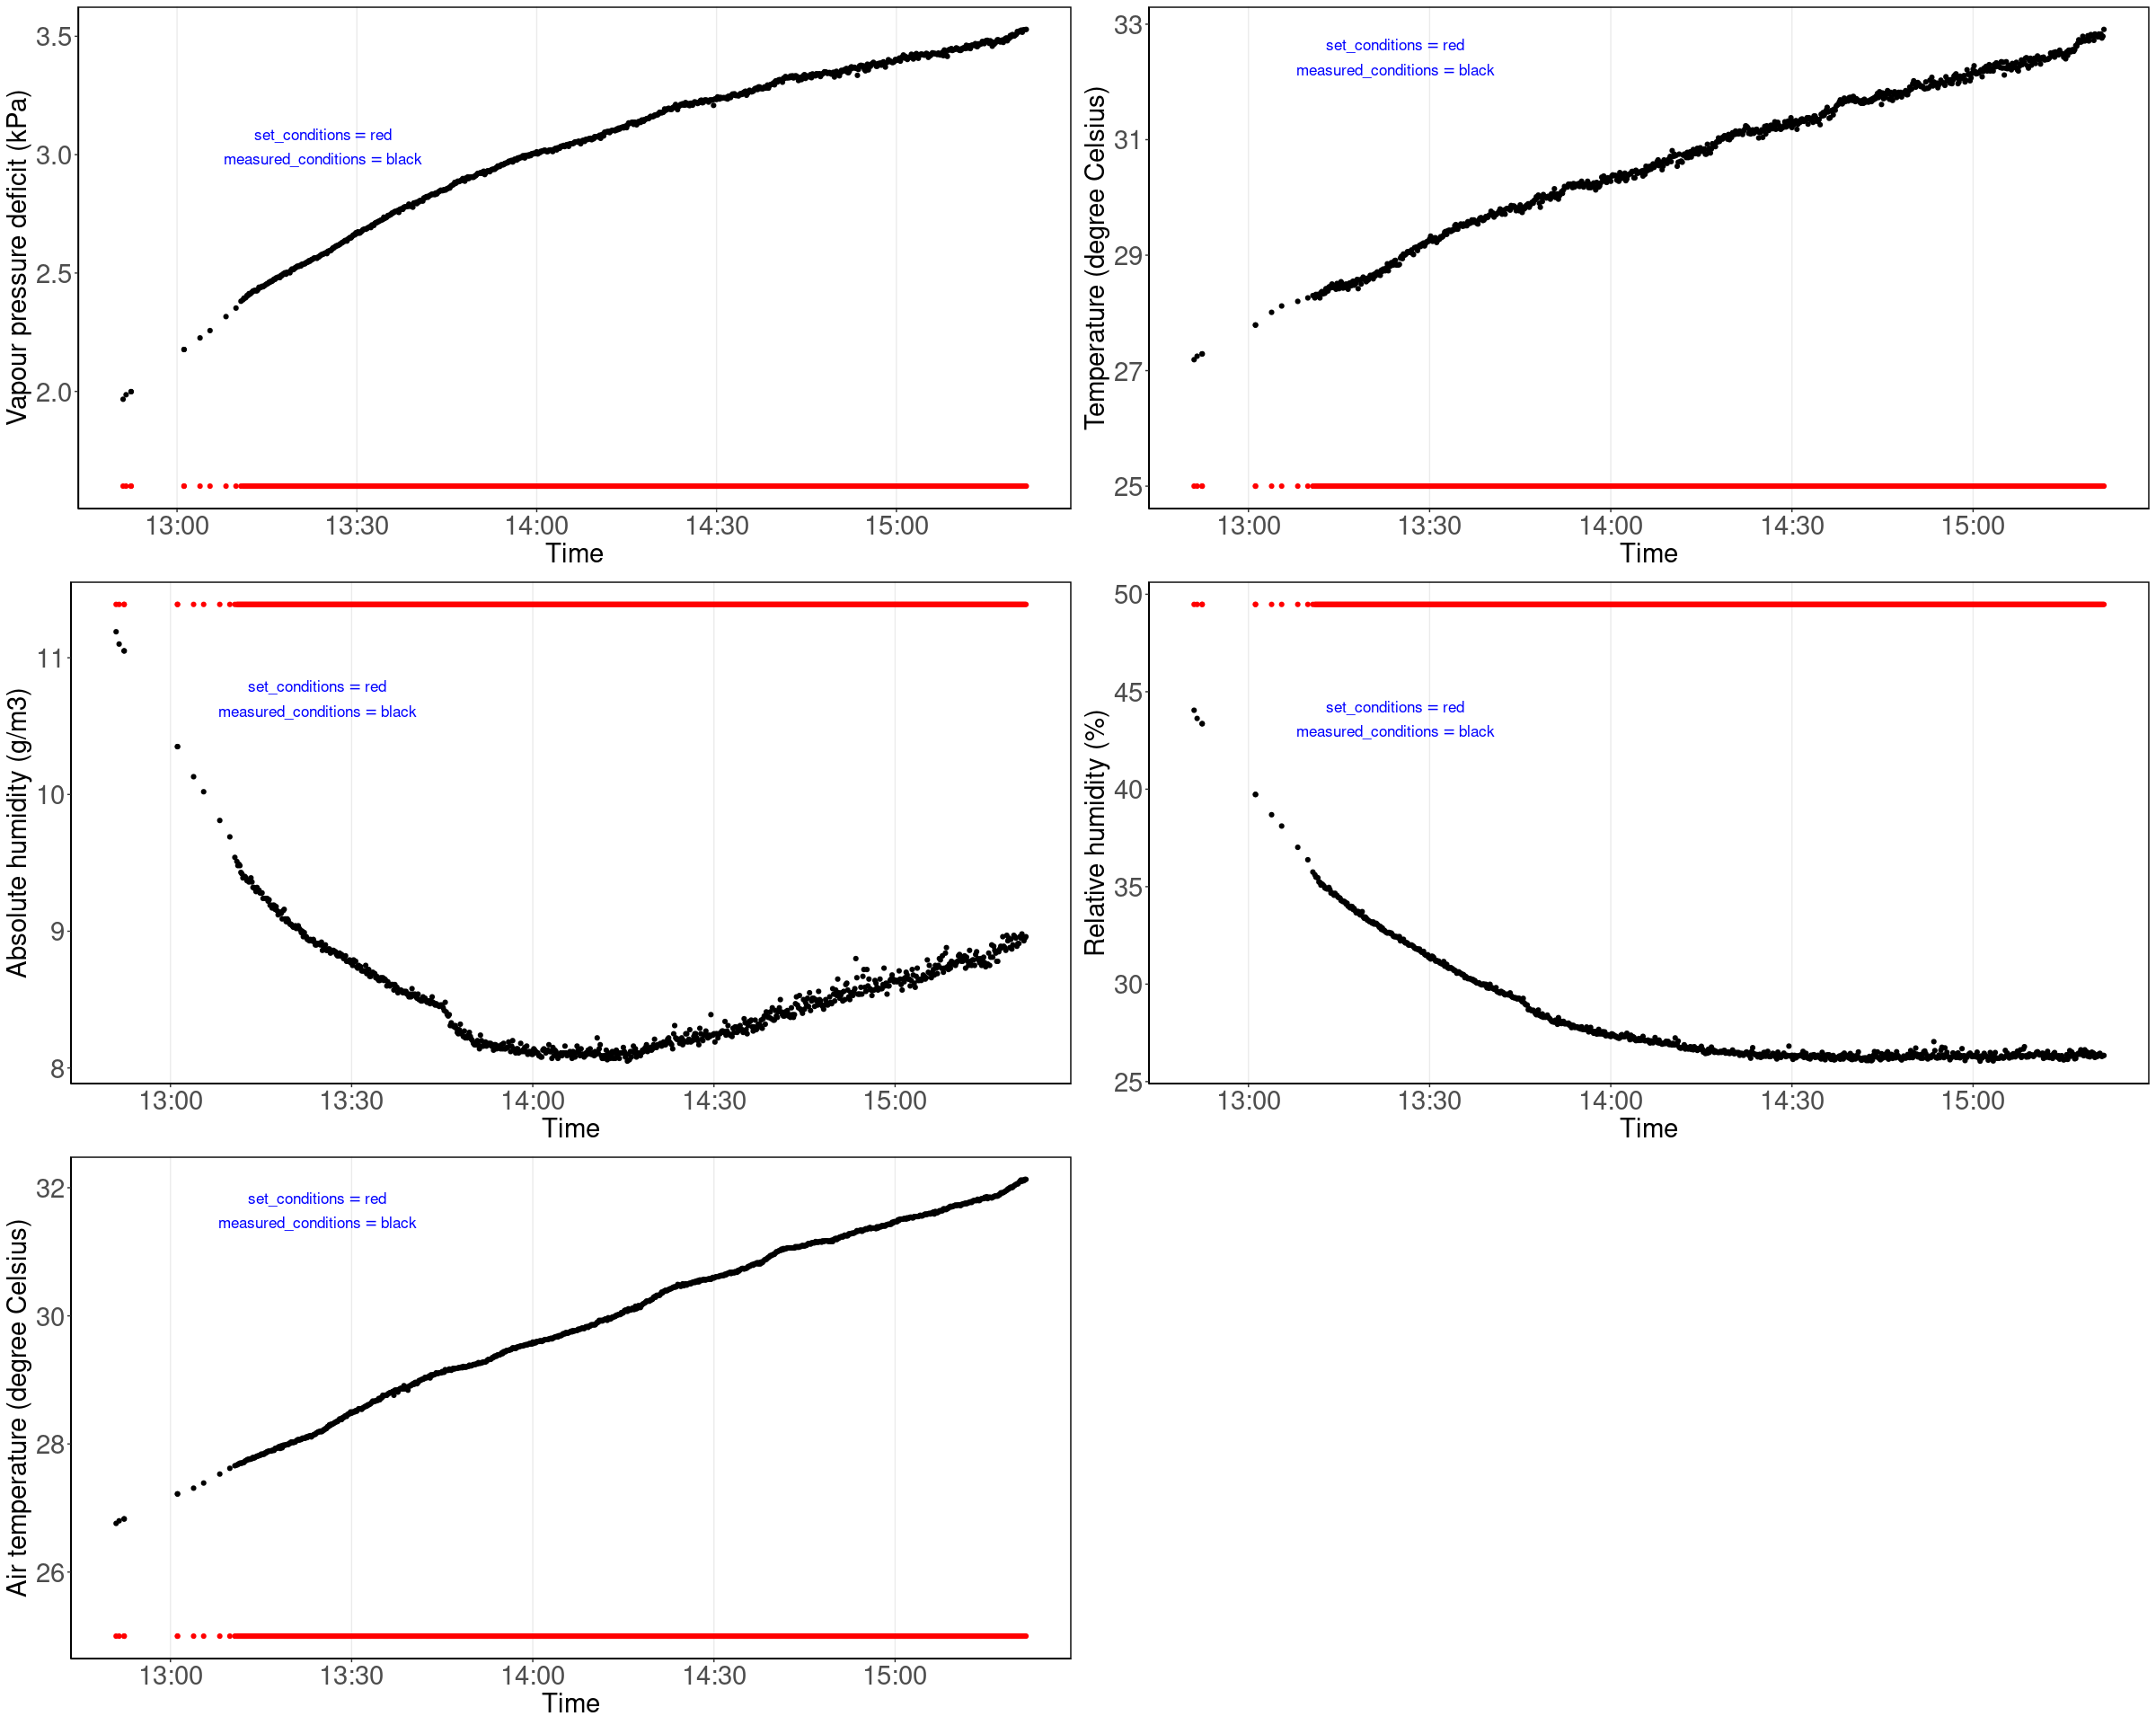 Vapour pressure deficit (kPa)
3.5
3.0
2.5
2.0
set_conditions = red
measured_conditions = black
13:00 13:30 14:00 14:30 15:00
Time
Temperature (degree Celsius)
33
31
29
27
25
set_conditions = red
measured_conditions = black
13:00 13:30 14:00 14:30 15:00
Time
Absolute humidity (g/m3)
11
10
9
8
set_conditions = red
measured_conditions = black
13:00 13:30 14:00 14:30 15:00
Time
Relative humidity (%)
50
45
40
35
30
25
set_conditions = red
measured_conditions = black
13:00 13:30 14:00 14:30 15:00
Time
Air temperature (degree Celsius)
32
30
28
26
set_conditions = red
measured_conditions = black
13:00 13:30 14:00 14:30 15:00
Time